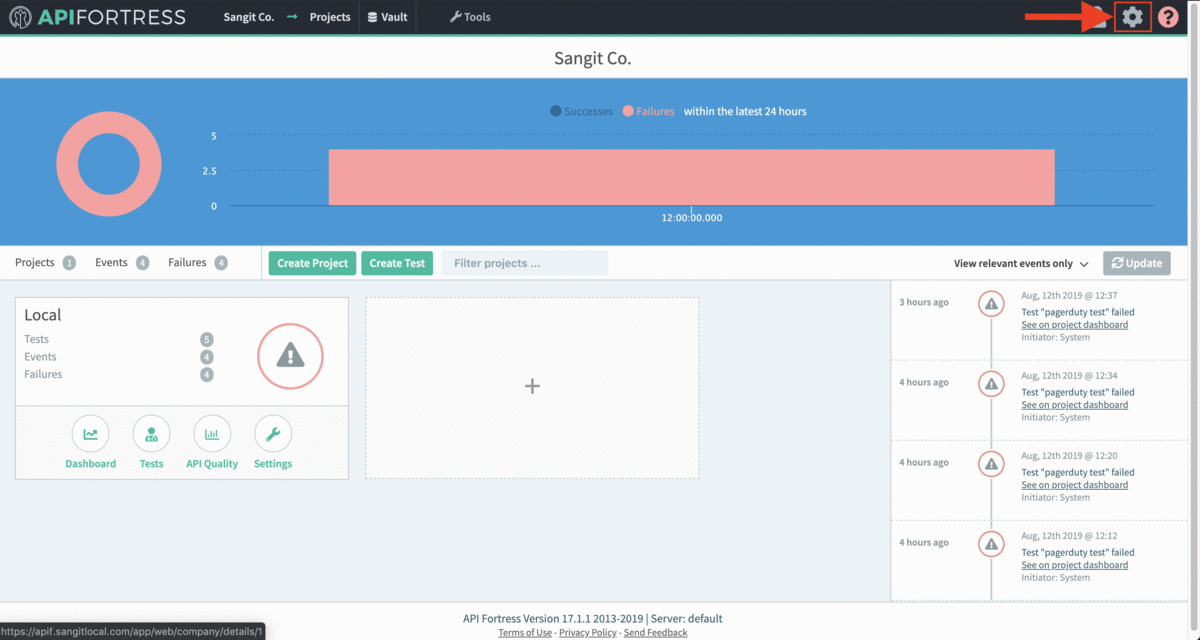 APIFORTRESS
Sangit Co. → Projects Vault Tools
?
Sangit Co.
Successes Failures within the latest 24 hours
5
2.5
0
12:00:00.000
Projects 1 Events 4 Failures 4
Create Project Create Test Filter projects ...
View relevant events only Update
Local
Tests 5
Events 4
Failures 4
Dashboard Tests API Quality Settings
+
3 hours ago
Aug, 12th 2019 @ 12:37
Test "pagerduty test" failed
See on project dashboard
Initiator: System
4 hours ago
Aug, 12th 2019 @ 12:34
Test "pagerduty test" failed
See on project dashboard
Initiator: System
4 hours ago
Aug, 12th 2019 @ 12:20
Test "pagerduty test" failed
See on project dashboard
Initiator: System
4 hours ago
Aug, 12th 2019 @ 12:12
Test "pagerduty test" failed
See on project dashboard
Initiator: System
API Fortress Version 17.1.1 2013-2019 | Server: default
Terms of Use - Privacy Policy - Send Feedback
https://apif.sangitlocal.com/app/web/company/details/1